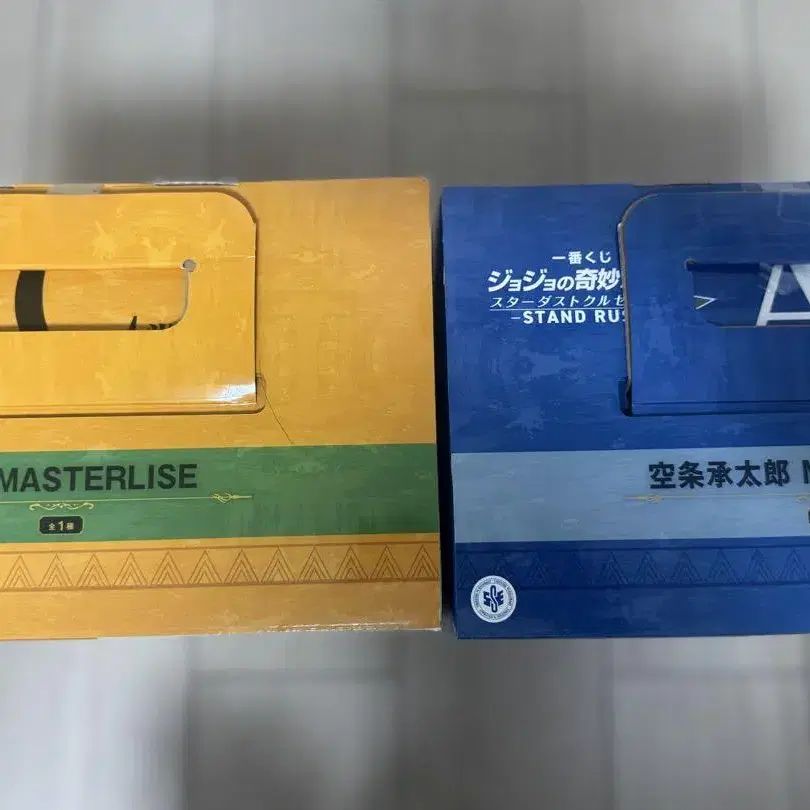 MASTERLISE
全1種
一番くじ
ジョジョの奇妙
スターダストクルセ
-STAND RUS
空条承太郎 M
A